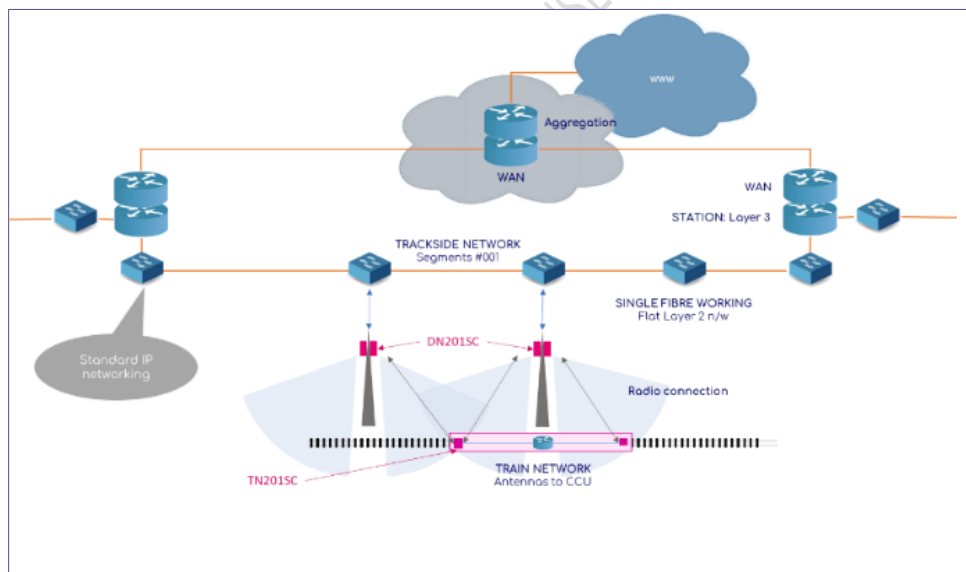 www
Aggregation
WAN
WAN
STATION: Layer 3
TRACKSIDE NETWORK
Segments #001
SINGLE FIBRE WORKING
Flat Layer 2 n/w
Standard IP
networking
DN201SC
Radio connection
TN201SC
TRAIN NETWORK
Antennas to CCU